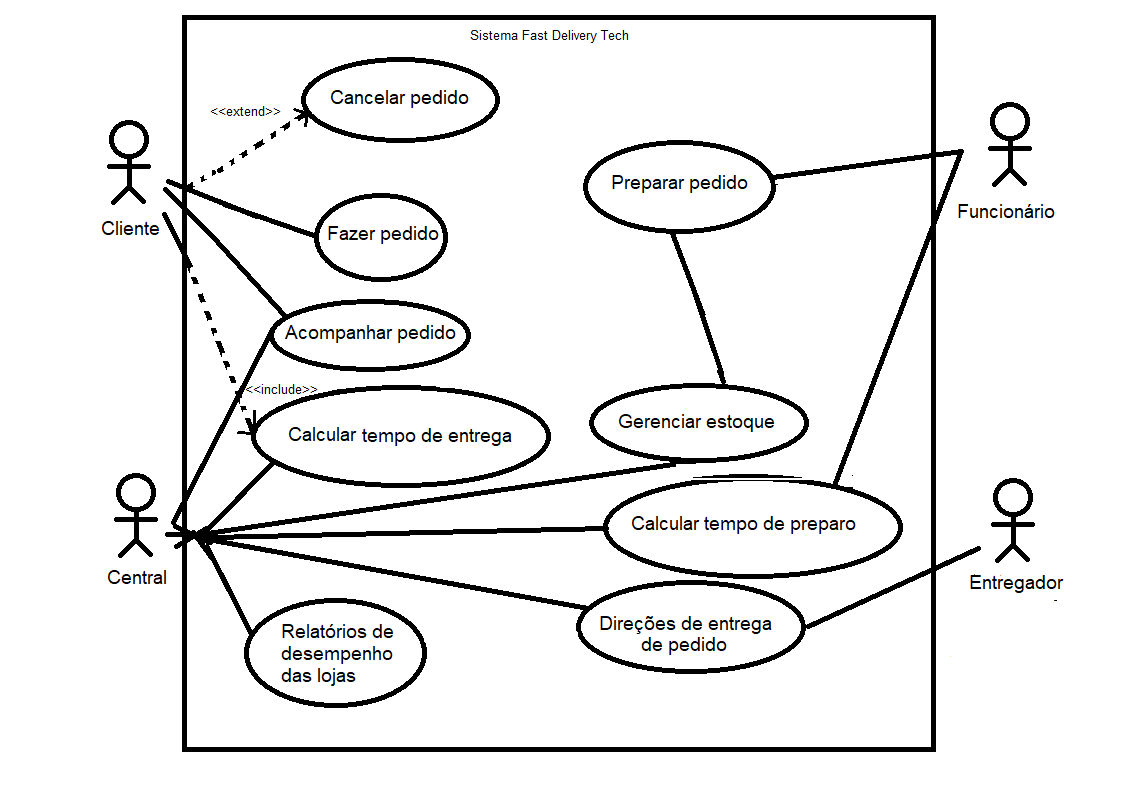 Sistema Fast Delivery Tech
Cancelar pedido
<<extend>>
Preparar pedido
Cliente
Funcionário
Fazer pedido
Acompanhar pedido
<<include>>
Calcular tempo de entrega
Gerenciar estoque
Calcular tempo de preparo
Central
Entregador
Direções de entrega
de pedido
Relatórios de
desempenho
das lojas